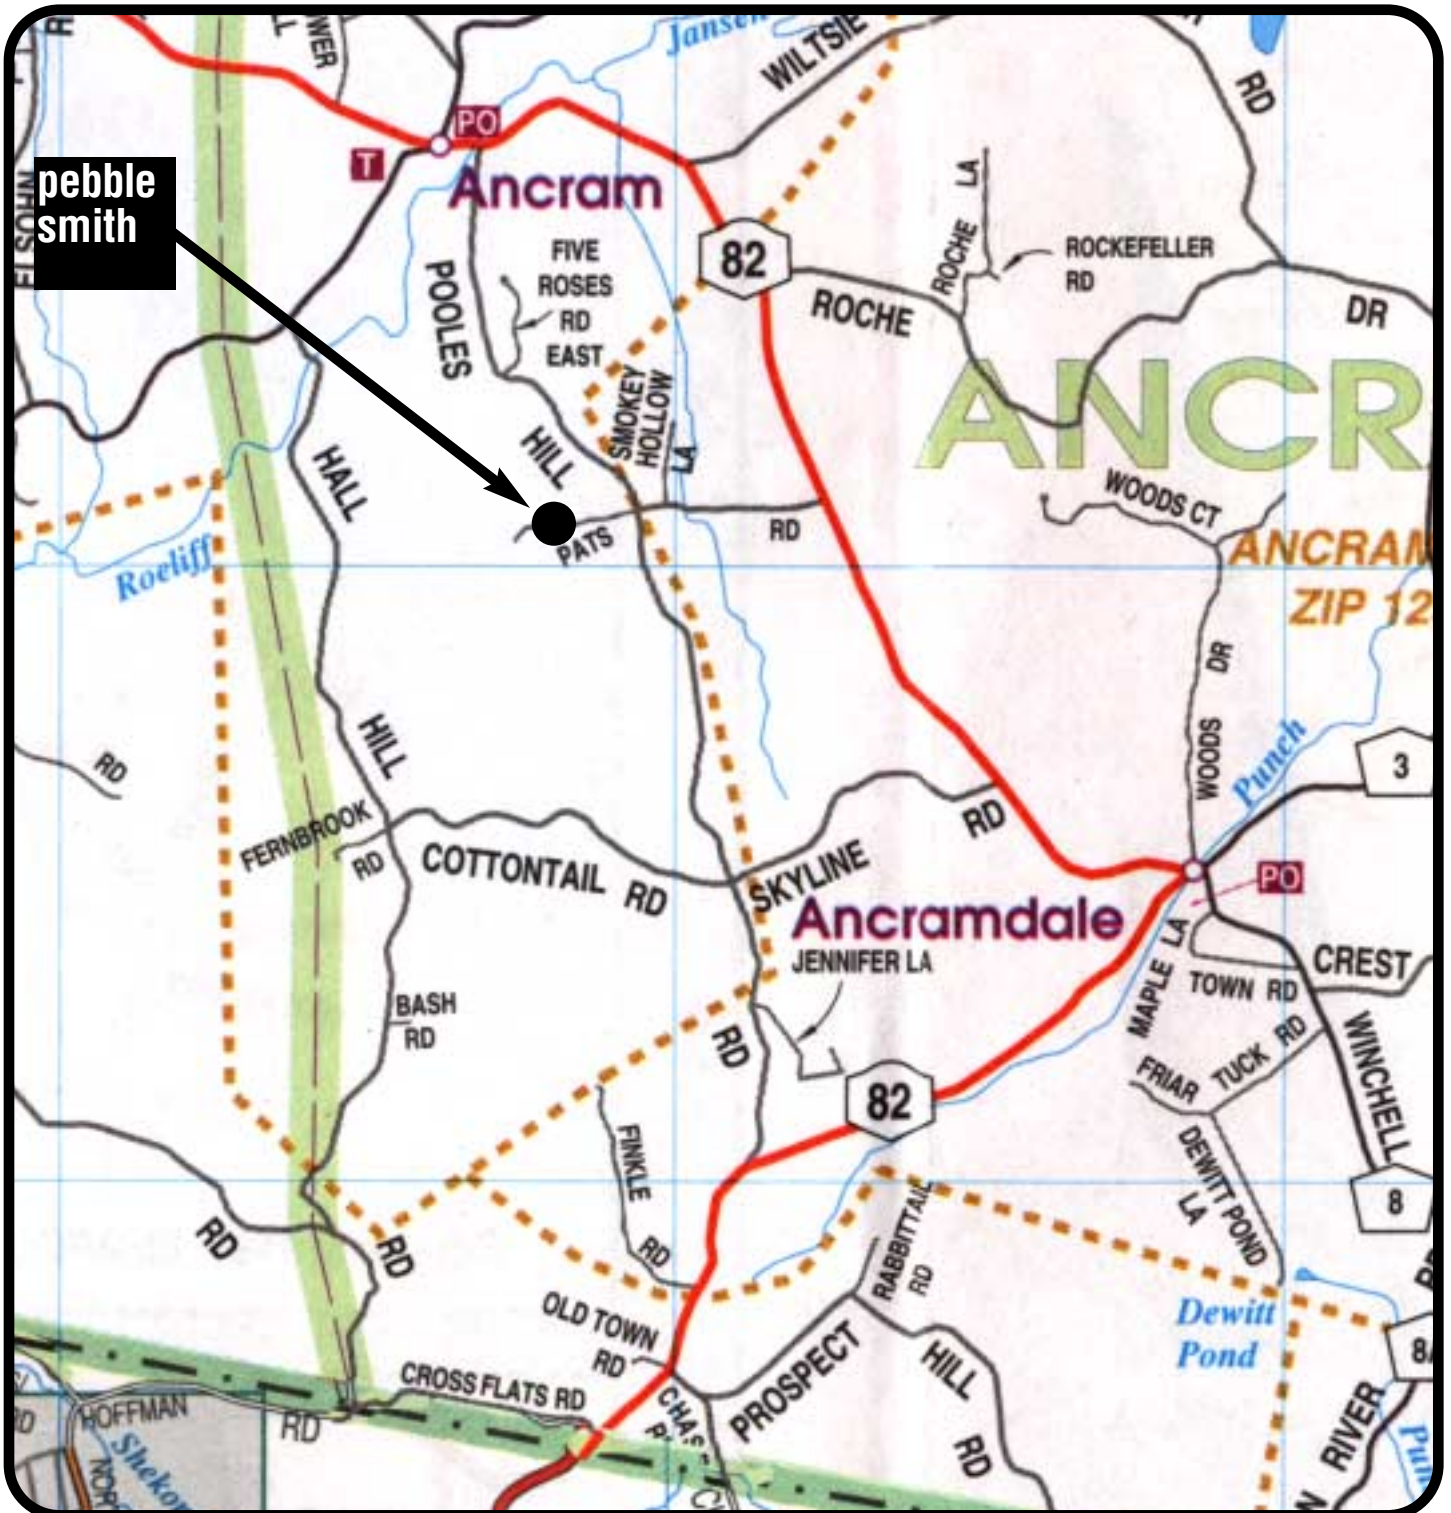 Jansen
WILTSIE
RD
PO
T
pebble
smith
Ancram
82
ROCHE LA
ROCKEFELLER
RD
FIVE
ROSES
RD
EAST
POOLES
ROCHE
DR
ANCR
SMOKEY
HOLLOW
LA
HILL
HALL
WOODS CT
PATS
RD
ANCRAM
ZIP 12
Roeliff
DR
WOODS
HILL
Punch
3
RD
FERNBROOK
RD
COTTONTAIL RD
SKYLINE
RD
PO
Ancramdale
JENNIFER LA
MAPLE LA
CREST
TOWN RD
BASH
RD
RD
WINCHELL
FRIAR TUCK RD
82
FINKLE
RD
DEWITT POND
LA
8
RABBITTAIL
RD
RD
RD
OLD TOWN
RD
Dewitt
Pond
PROSPECT
HILL
RD
CROSS FLATS RD
HOFFMAN
RD
RIVER